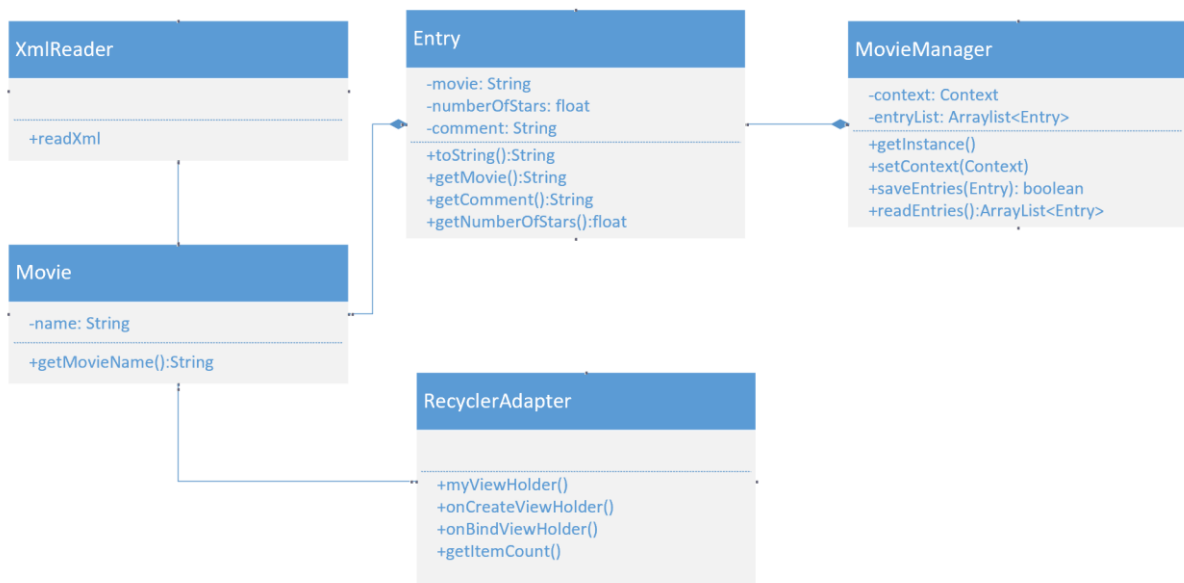 XmlReader
+readXml
Entry
-movie: String
-numberOfStars: float
-comment: String
+toString():String
+getMovie():String
+getComment():String
+getNumberOfStars():float
MovieManager
-context: Context
-entryList: Arraylist<Entry>
+getInstance()
+setContext(Context)
+saveEntries(Entry): boolean
+readEntries():ArrayList<Entry>
Movie
-name: String
+getMovieName():String
RecyclerAdapter
+myViewHolder()
+onCreateViewHolder()
+onBindViewHolder()
+getItemCount()